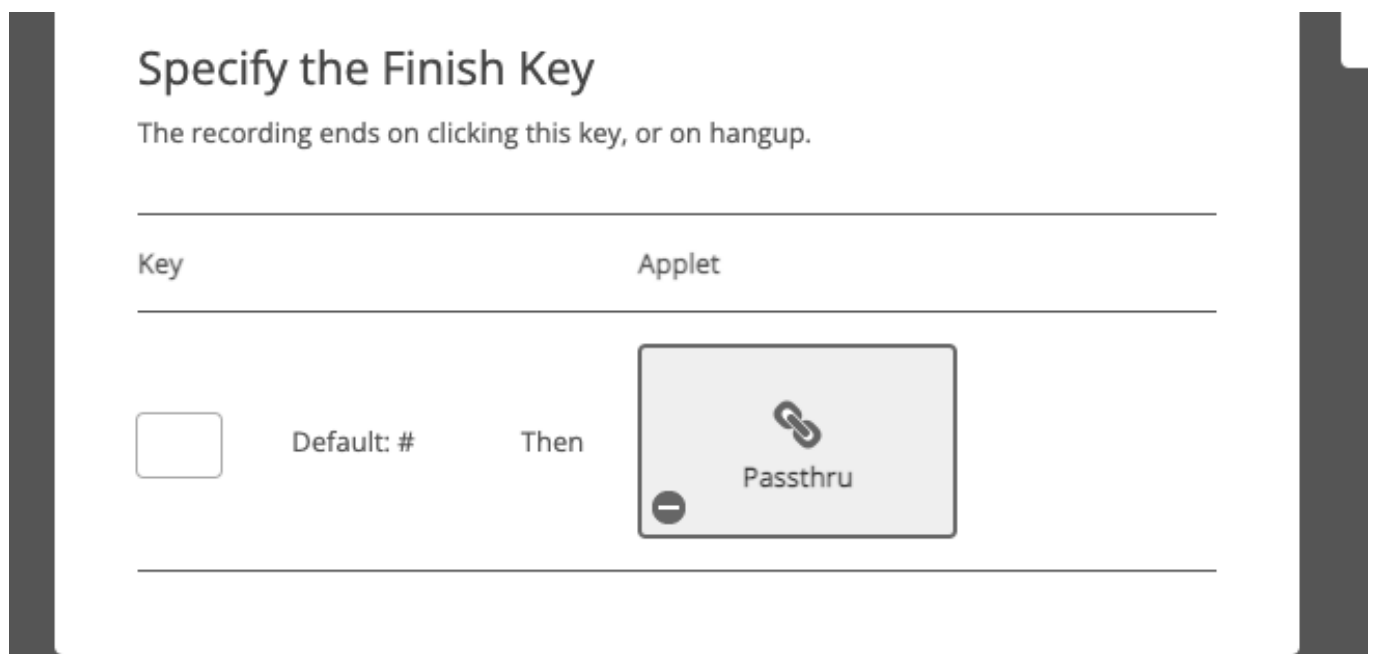 Specify the Finish Key
The recording ends on clicking this key, or on hangup.
Key Applet
Default: # Then
Passthru